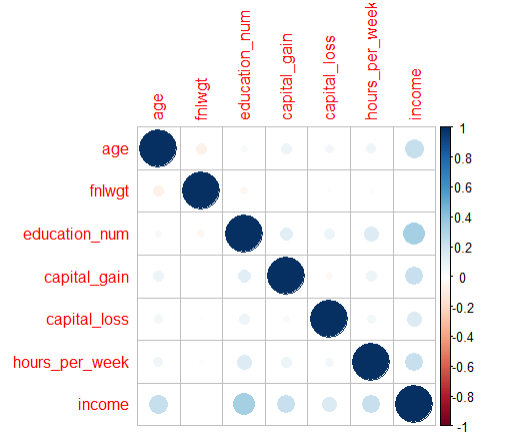 age
fnlwgt
education_num
capital_gain
capital_loss
hours_per_week
income
age
fnlwgt
education_num
capital_gain
capital_loss
hours_per_week
income
1
0.8
0.6
0.4
0.2
0
-0.2
-0.4
-0.6
-0.8
-1